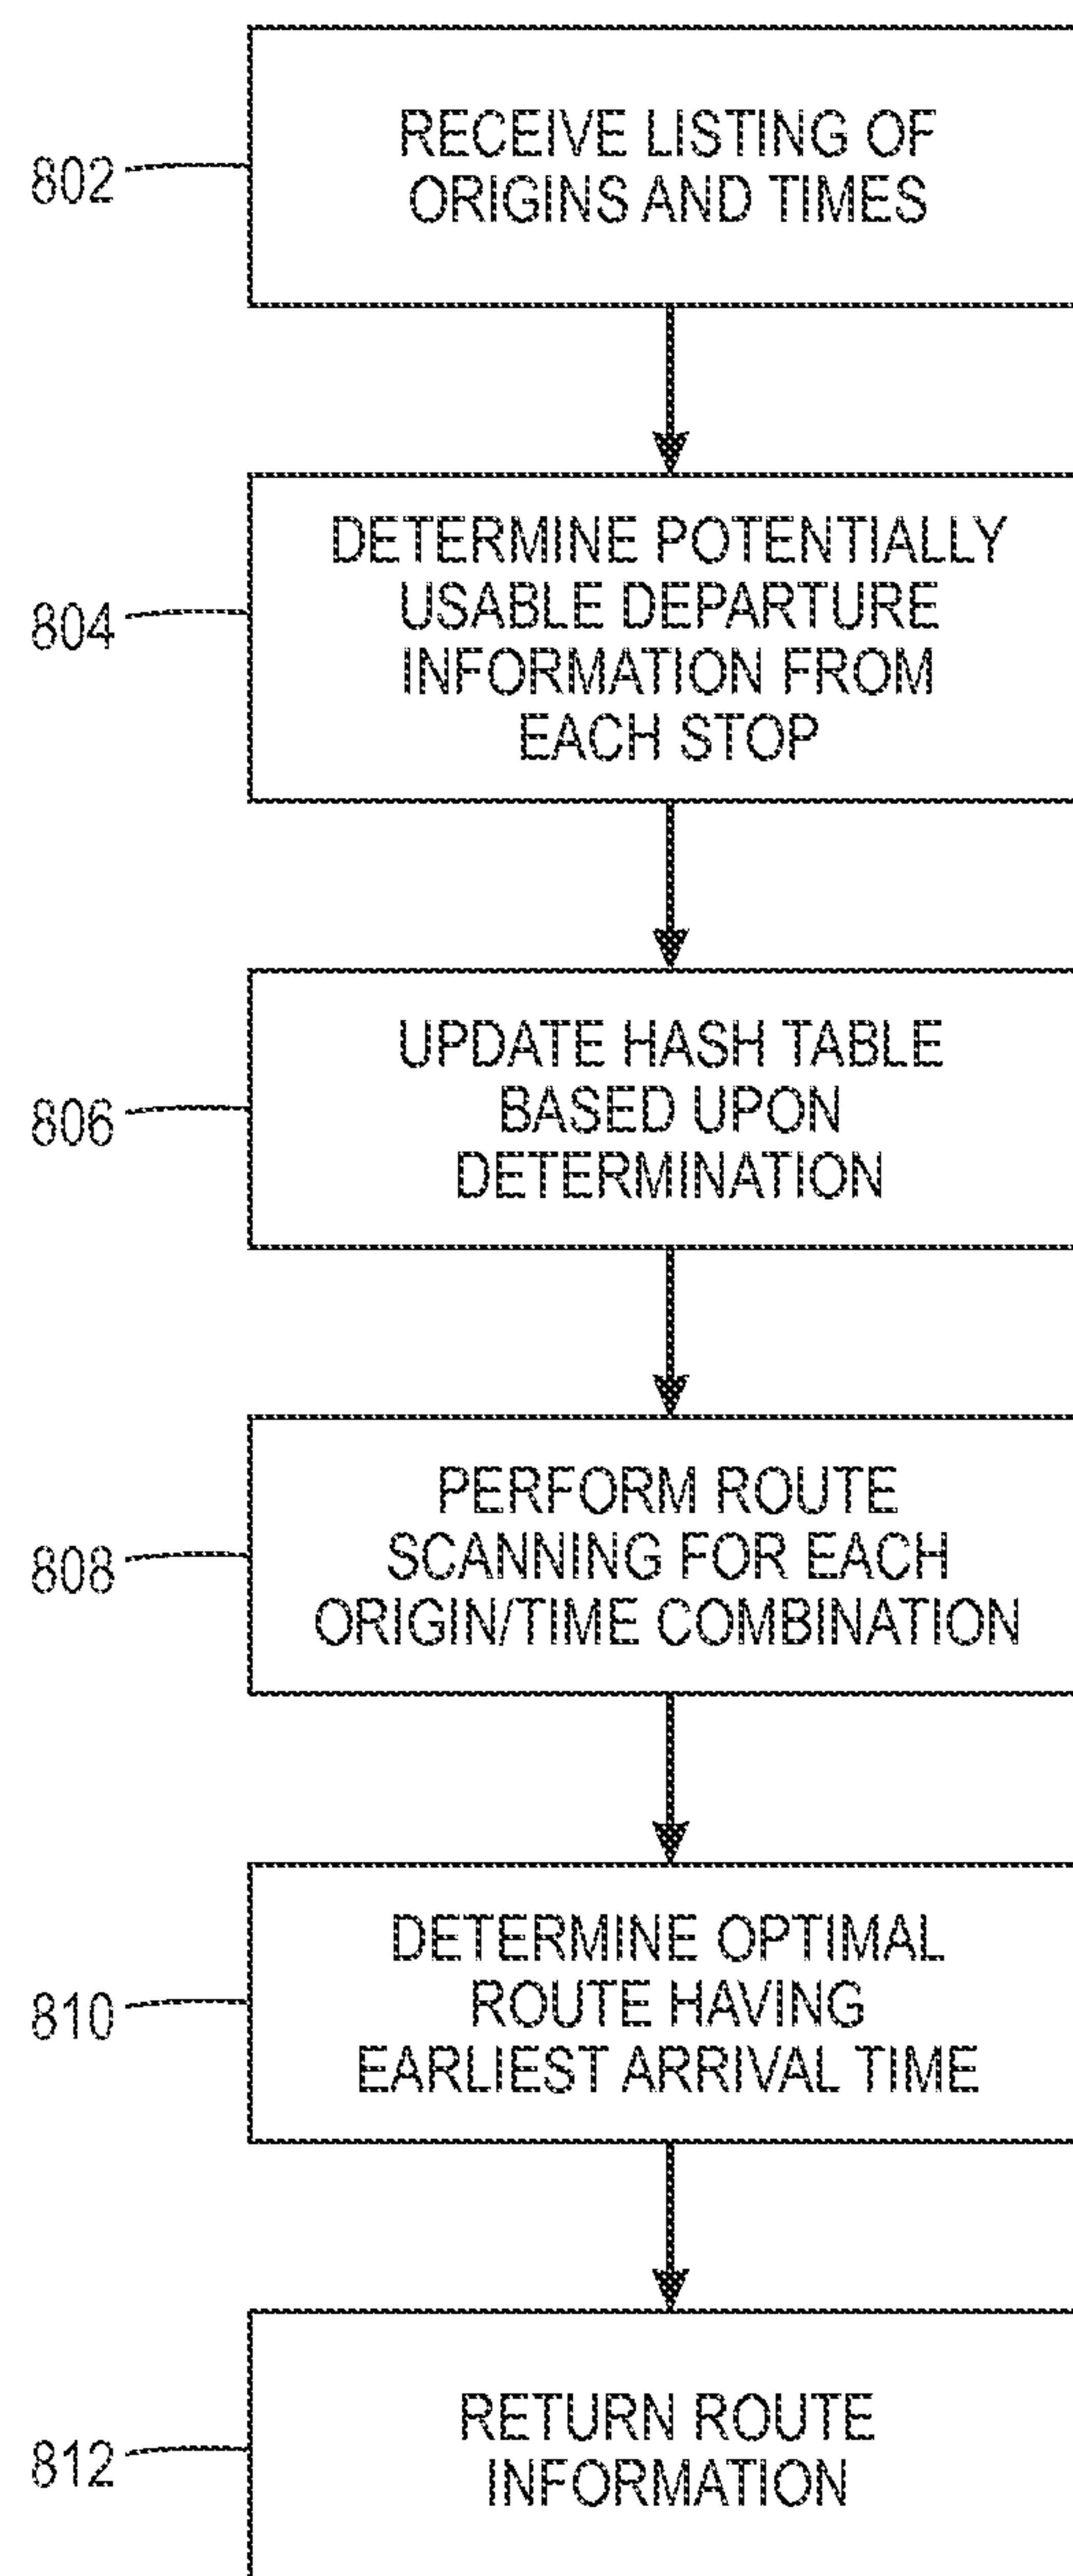 802
RECEIVE LISTING OF
ORIGINS AND TIMES
804
DETERMINE POTENTIALLY
USABLE DEPARTURE
INFORMATION FROM
EACH STOP
806
UPDATE HASH TABLE
BASED UPON
DETERMINATION
808
PERFORM ROUTE
SCANNING FOR EACH
ORIGIN/TIME COMBINATION
810
DETERMINE OPTIMAL
ROUTE HAVING
EARLIEST ARRIVAL TIME
812
RETURN ROUTE
INFORMATION